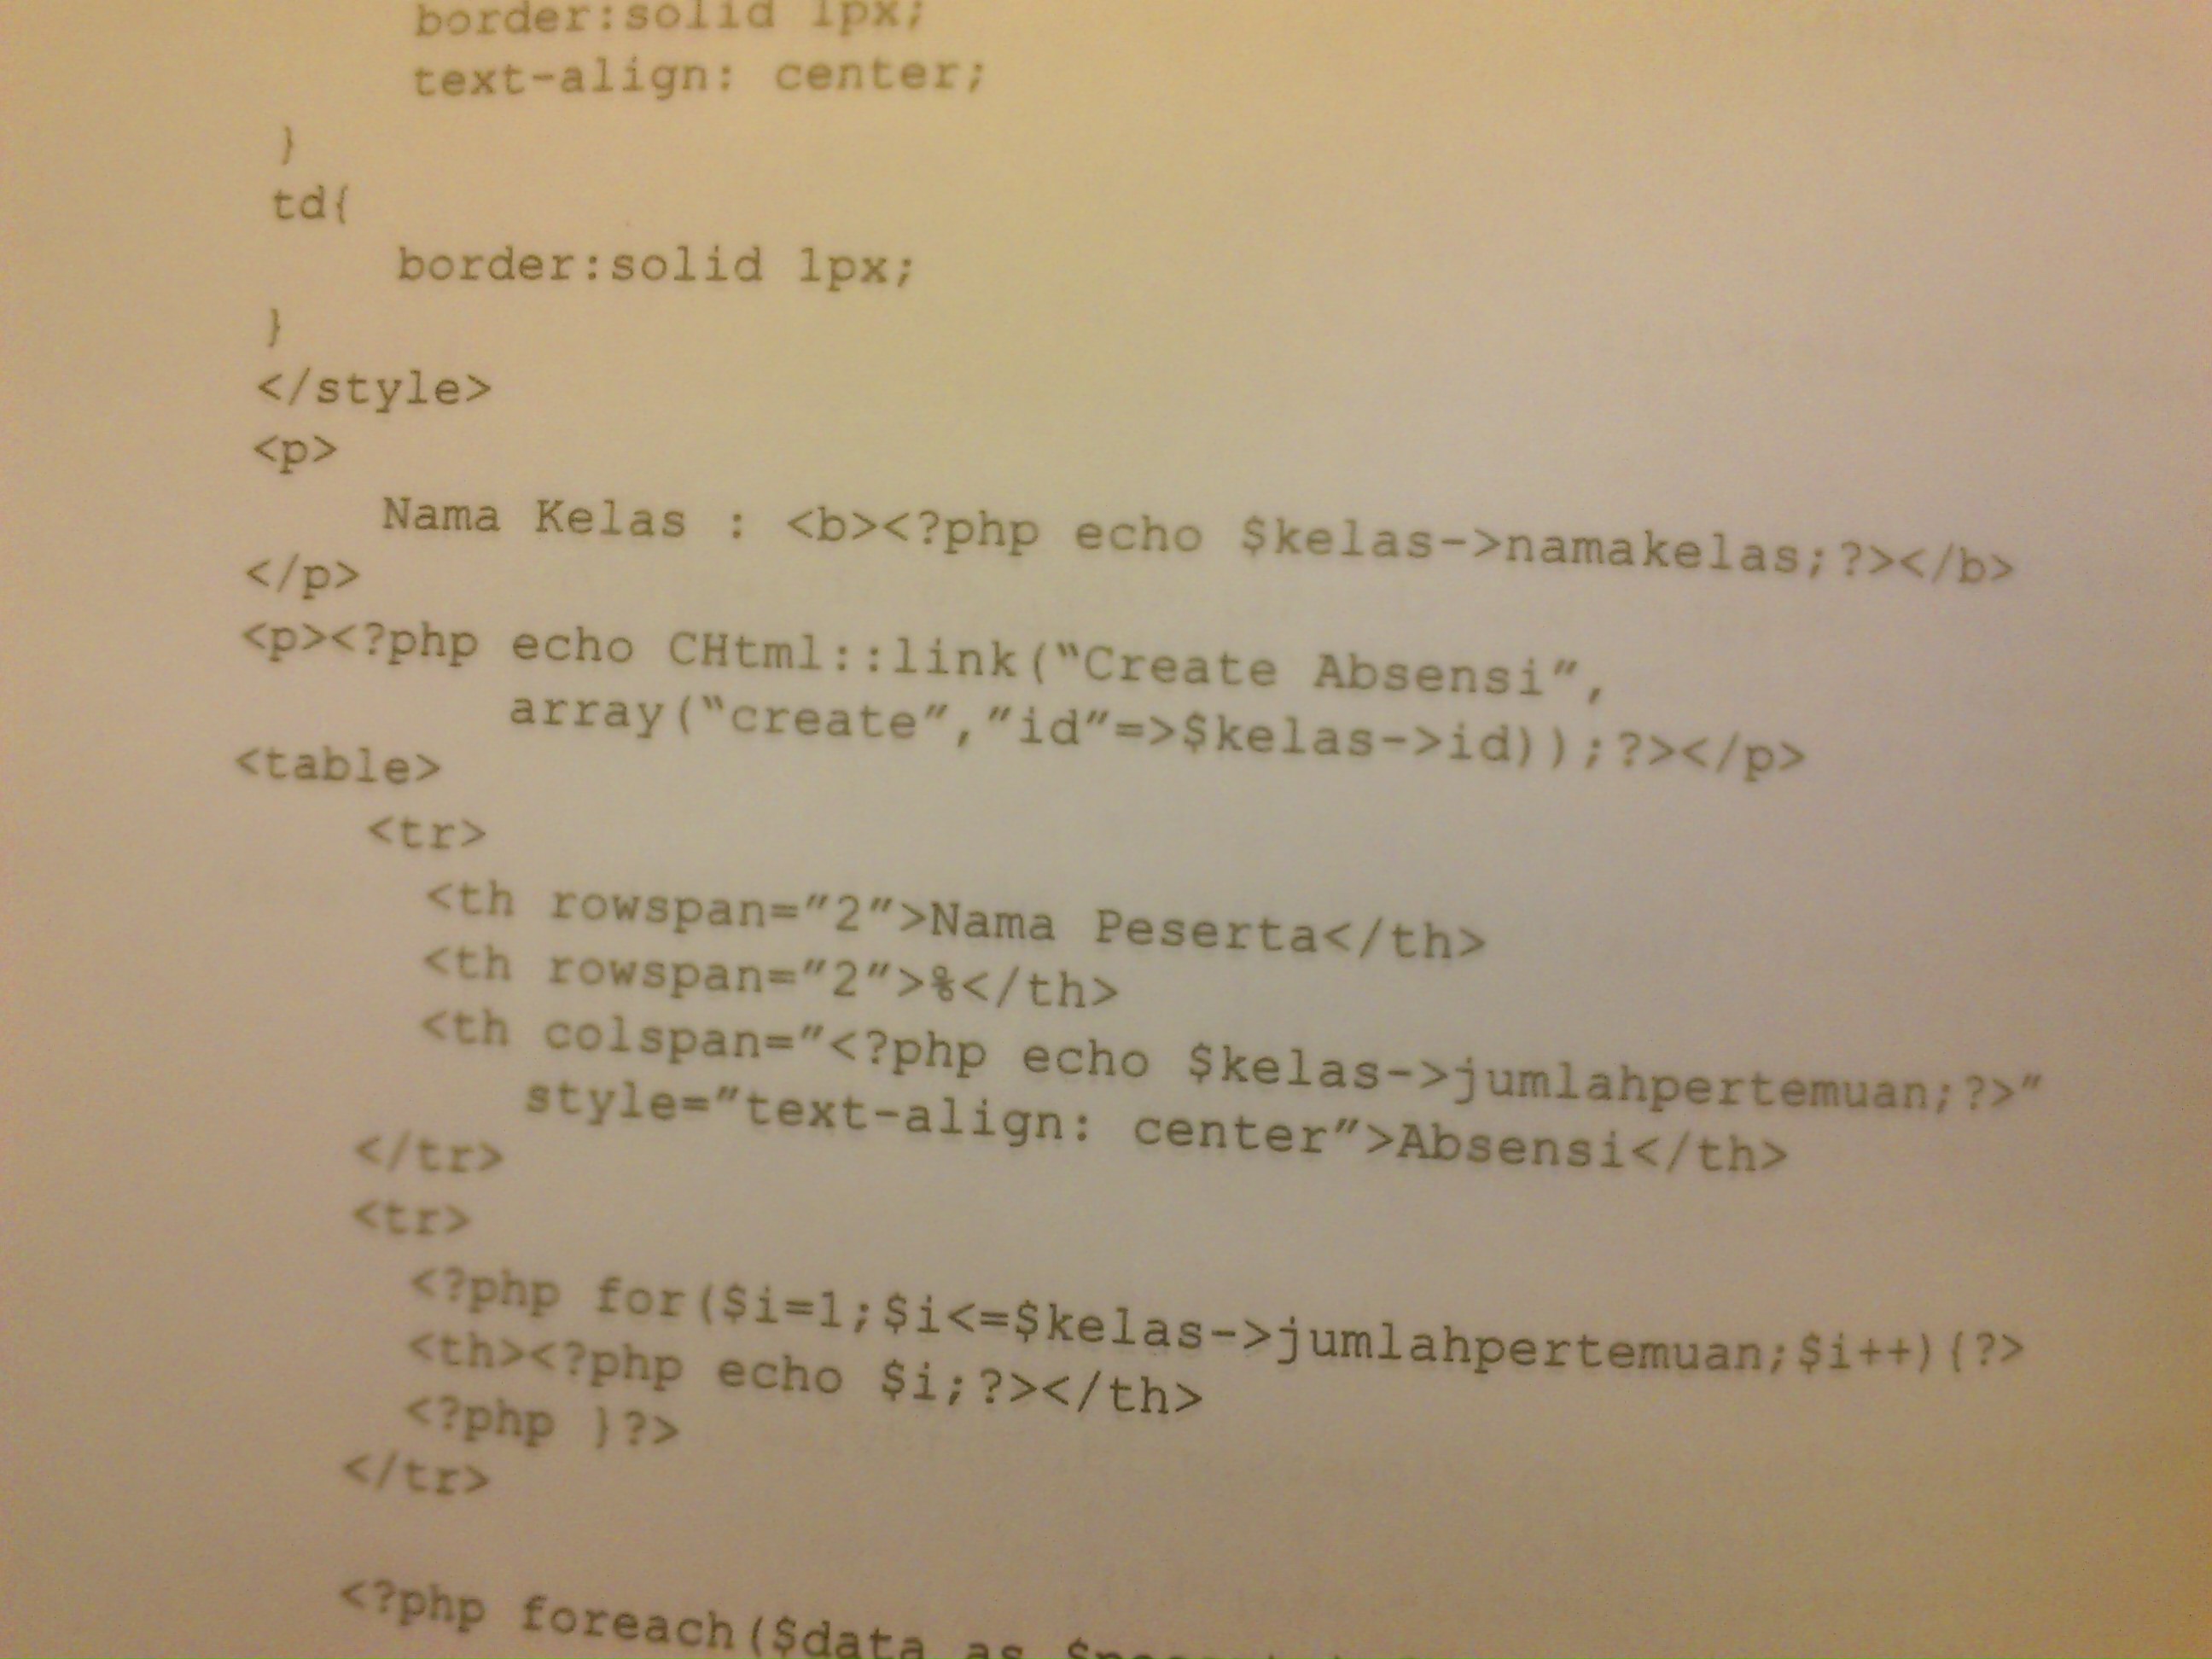 border:solid 1px;
text-align: center;
}
td{
border:solid 1px;
}
</style>
<p>
Nama Kelas : <b><?php echo $kelas->namakelas;?></b>
</p>
<p><?php echo CHtml::link(“Create Absensi”,
array(“create”,”id”=>$kelas->id));?></p>
<table>
<tr>
<th rowspan=”2”>Nama Peserta</th>
<th rowspan=”2”>%</th>
<th colspan=”<?php echo $kelas->jumlahpertemuan;?>”
style=”text-align: center”>Absensi</th>
</tr>
<tr>
<?php for($i=1;$i<=$kelas->jumlahpertemuan;$i++){?>
<th><?php echo $i;?></th>
<?php }?>
</tr>
<?php foreach($data as